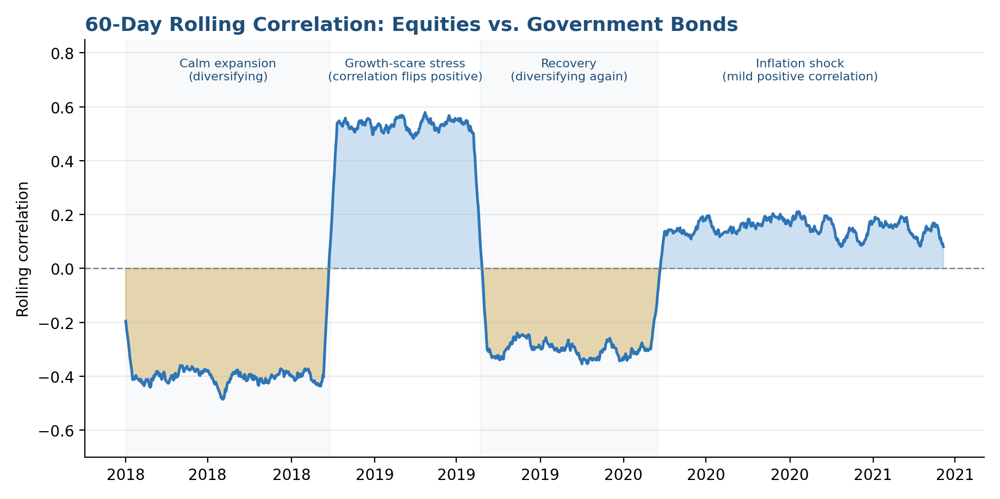 60-Day Rolling Correlation: Equities vs. Government Bonds
Calm expansion
(diversifying)
Growth-scare stress
(correlation flips positive)
Recovery
(diversifying again)
Inflation shock
(mild positive correlation)
Rolling correlation
0.8
0.6
0.4
0.2
0.0
−0.2
−0.4
−0.6
2018 2018 2018 2019 2019 2019 2020 2020 2020 2021 2021